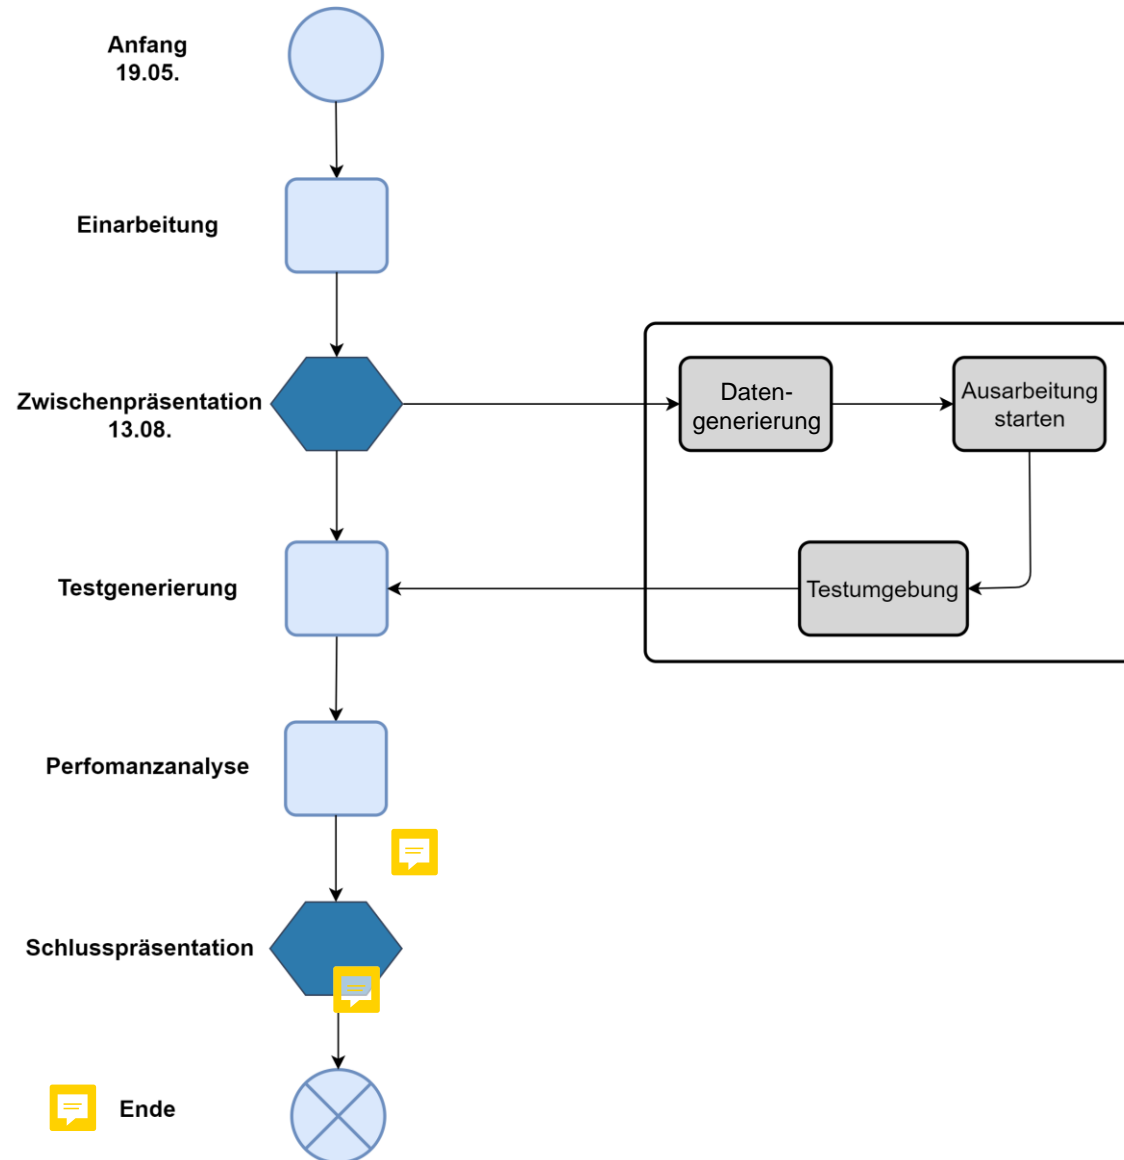 Anfang
19.05.
Einarbeitung
Zwischenpräsentation
13.08.
Daten-
generierung
Ausarbeitung
starten
Testgenerierung
Testumgebung
Perfomanzanalyse
Schlusspräsentation
Ende